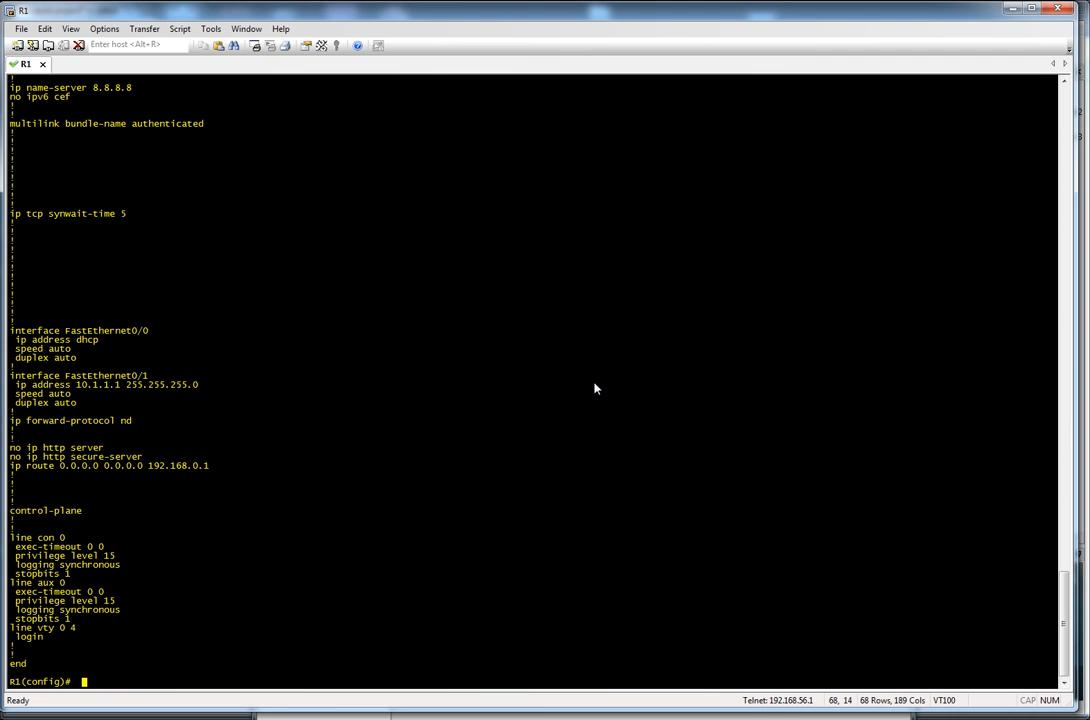 R1
File Edit View Options Transfer Script Tools Window Help
Enter host <Alt+R>
R1
!
ip name-server 8.8.8.8
no ipv6 cef
!
!
multilink bundle-name authenticated
!
!
!
!
!
!
!
!
!
ip tcp synwait-time 5
!
!
!
!
!
!
!
!
!
!
!
!
interface FastEthernet0/0
ip address dhcp
speed auto
duplex auto
!
interface FastEthernet0/1
ip address 10.1.1.1 255.255.255.0
speed auto
duplex auto
!
ip forward-protocol nd
!
!
no ip http server
no ip http secure-server
ip route 0.0.0.0 0.0.0.0 192.168.0.1
!
!
!
!
control-plane
!
!
line con 0
exec-timeout 0 0
privilege level 15
logging synchronous
stopbits 1
line aux 0
exec-timeout 0 0
privilege level 15
logging synchronous
stopbits 1
line vty 0 4
login
!
!
end
R1(config)#
Ready Telnet: 192.168.56.1 68, 14 68 Rows, 189 Cols VT100 CAP NUM